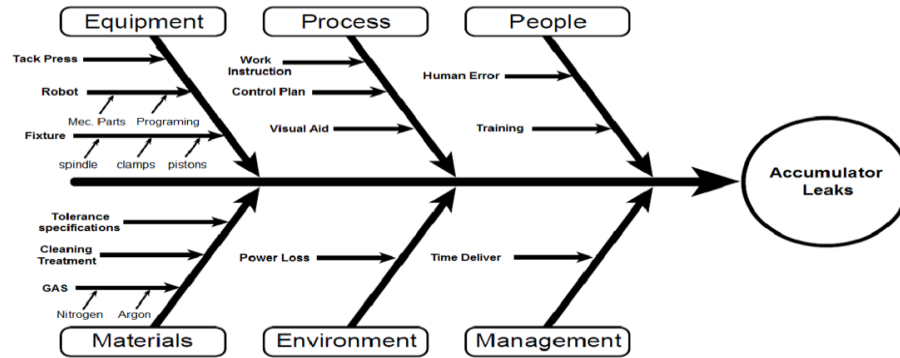 Equipment
Process
People
Tack Press
Robot
Mec. Parts
Programing
Fixture
spindle
clamps
pistons
Work
Instruction
Control Plan
Visual Aid
Human Error
Training
Accumulator
Leaks
Tolerance
specifications
Cleaning
Treatment
GAS
Nitrogen
Argon
Power Loss
Time Deliver
Materials
Environment
Management